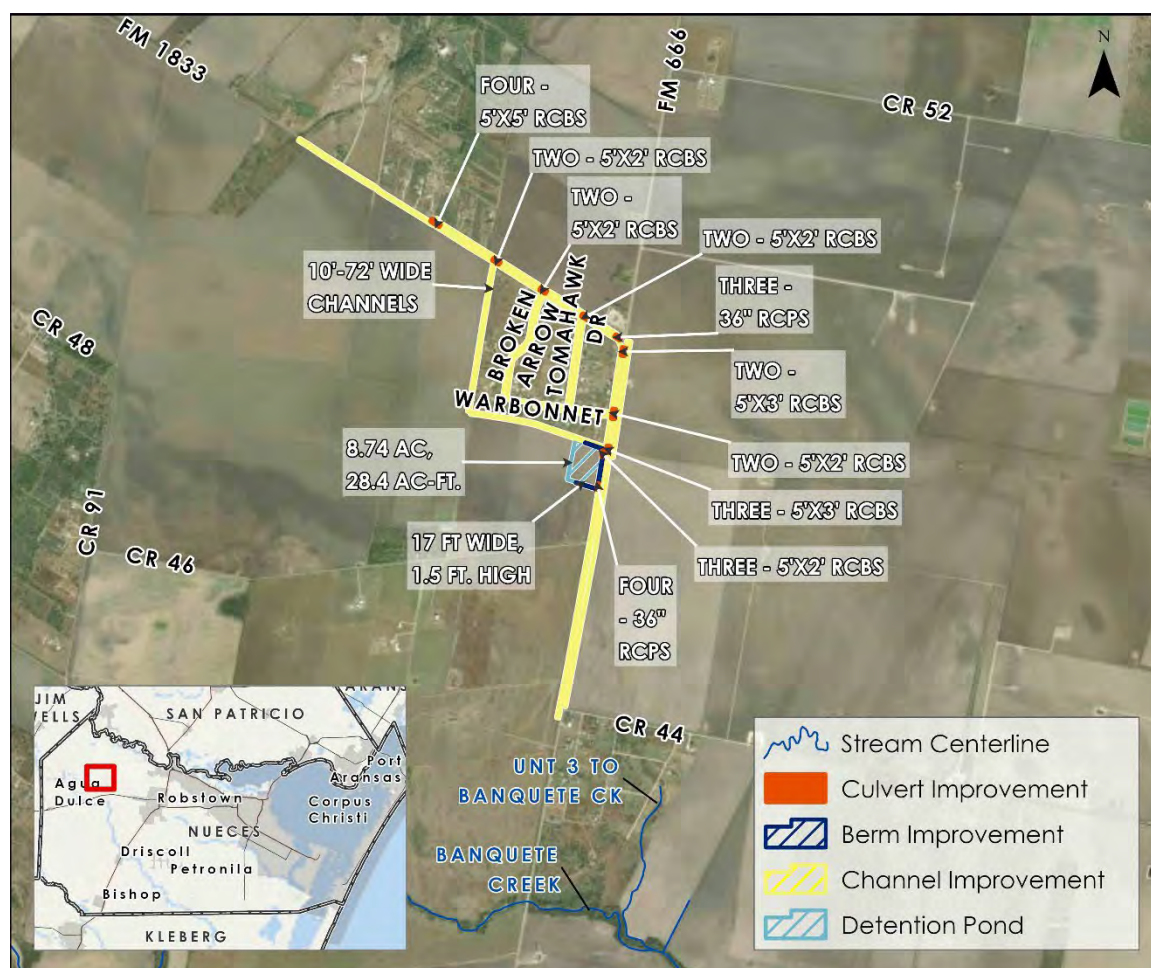 FM 1833
FM 666
N
CR 52
FOUR -
5'X5' RCBS
TWO - 5'X2' RCBS
TWO -
5'X2' RCBS
TWO - 5'X2' RCBS
10'-72' WIDE
CHANNELS
THREE -
36" RCPS
BROKEN
ARROW
TOMAHAWK
DR
CR 48
TWO -
5'X3' RCBS
WARBONNET
8.74 AC,
28.4 AC-FT.
TWO - 5'X2' RCBS
THREE - 5'X3' RCBS
CR 91
CR 46
17 FT WIDE,
1.5 FT. HIGH
THREE - 5'X2' RCBS
FOUR
- 36"
RCPS
CR 44
UNT 3 TO
BANQUETE CK
BANQUETE
CREEK
JIM
WELLS
SAN PATRICIO
ARANS
Port
Aransas
Agua
Dulce
Robstown
Corpus
Christi
NUECES
Driscoll
Petronila
Bishop
KLEBERG
Stream Centerline
Culvert Improvement
Berm Improvement
Channel Improvement
Detention Pond